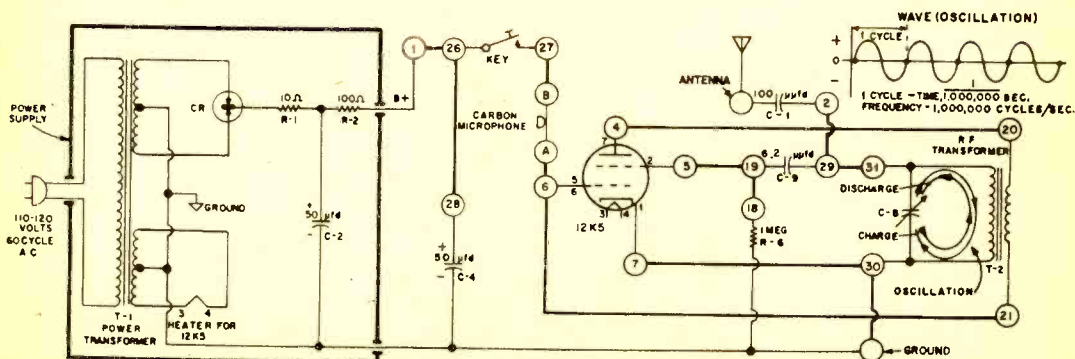 POWER
SUPPLY
110-120
VOLTS
60 CYCLE
A C
T-1
POWER
TRANSFORMER
3 4
HEATER FOR
12K5
CR
GROUND
10Ω
R-1
100Ω
R-2
B+
+
50 µfd
-
C-2
1
26
KEY
27
CARBON
MICROPHONE
B
A
6
28
+
50 µfd
-
C-4
ANTENNA
100 µµfd
C-1
2
4
7
5
6
2
3 4 1
12K5
5
19
6.2 µµfd
C-9
29
31
18
1 MEG
R-6
7
30
GROUND
WAVE (OSCILLATION)
1 CYCLE
+
0
-
1 CYCLE — TIME, 1/1,000,000 SEC.
FREQUENCY = 1,000,000 CYCLES/SEC.
20
R F
TRANSFORMER
DISCHARGE
C-8
CHARGE
T-2
OSCILLATION
21